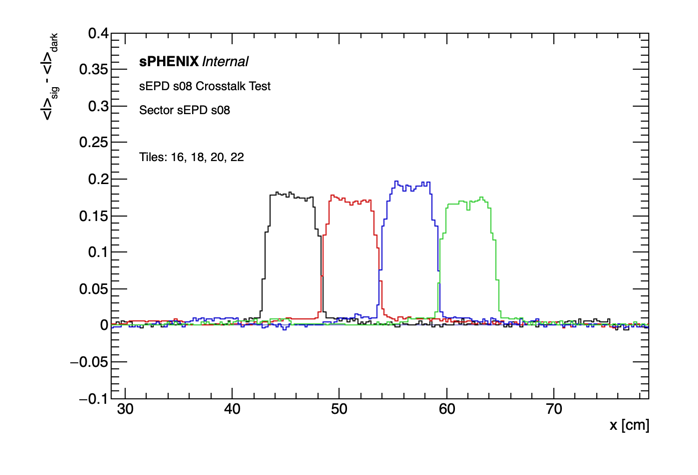 <I>sig - <I>dark
0.4
0.35
0.3
0.25
0.2
0.15
0.1
0.05
0
−0.05
−0.1
sPHENIX Internal
sEPD s08 Crosstalk Test
Sector sEPD s08
Tiles: 16, 18, 20, 22
30 40 50 60 70
x [cm]